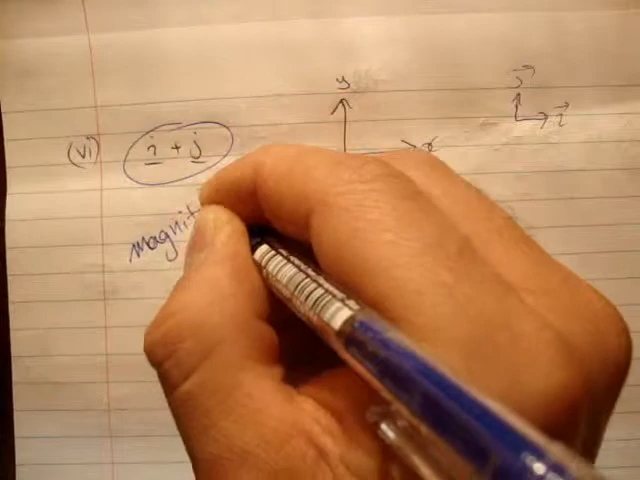 y
j
i
x
(vi) i + j
magnit